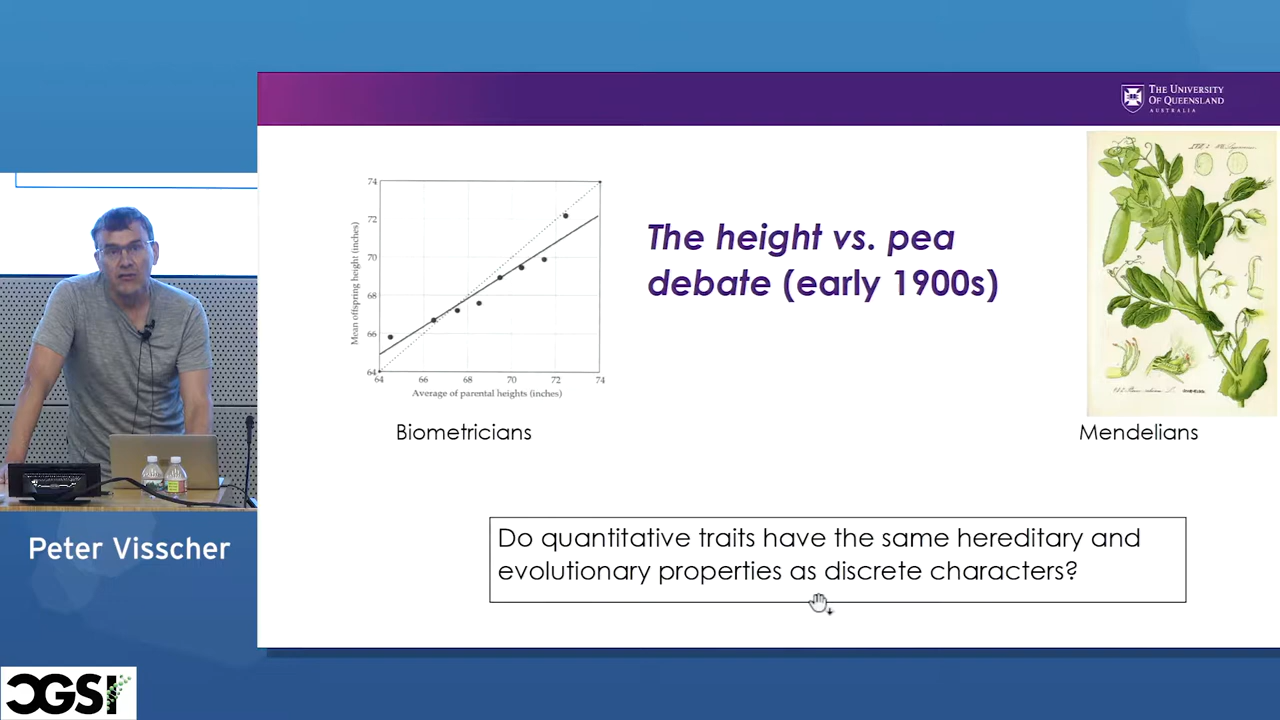 THE UNIVERSITY
OF QUEENSLAND
AUSTRALIA
The height vs. pea
debate (early 1900s)
Mean offspring height (inches)
74
72
70
68
66
64
64
66
68
70
72
74
Average of parental heights (inches)
Biometricians
Mendelians
Do quantitative traits have the same hereditary and
evolutionary properties as discrete characters?
Peter Visscher
CGSI